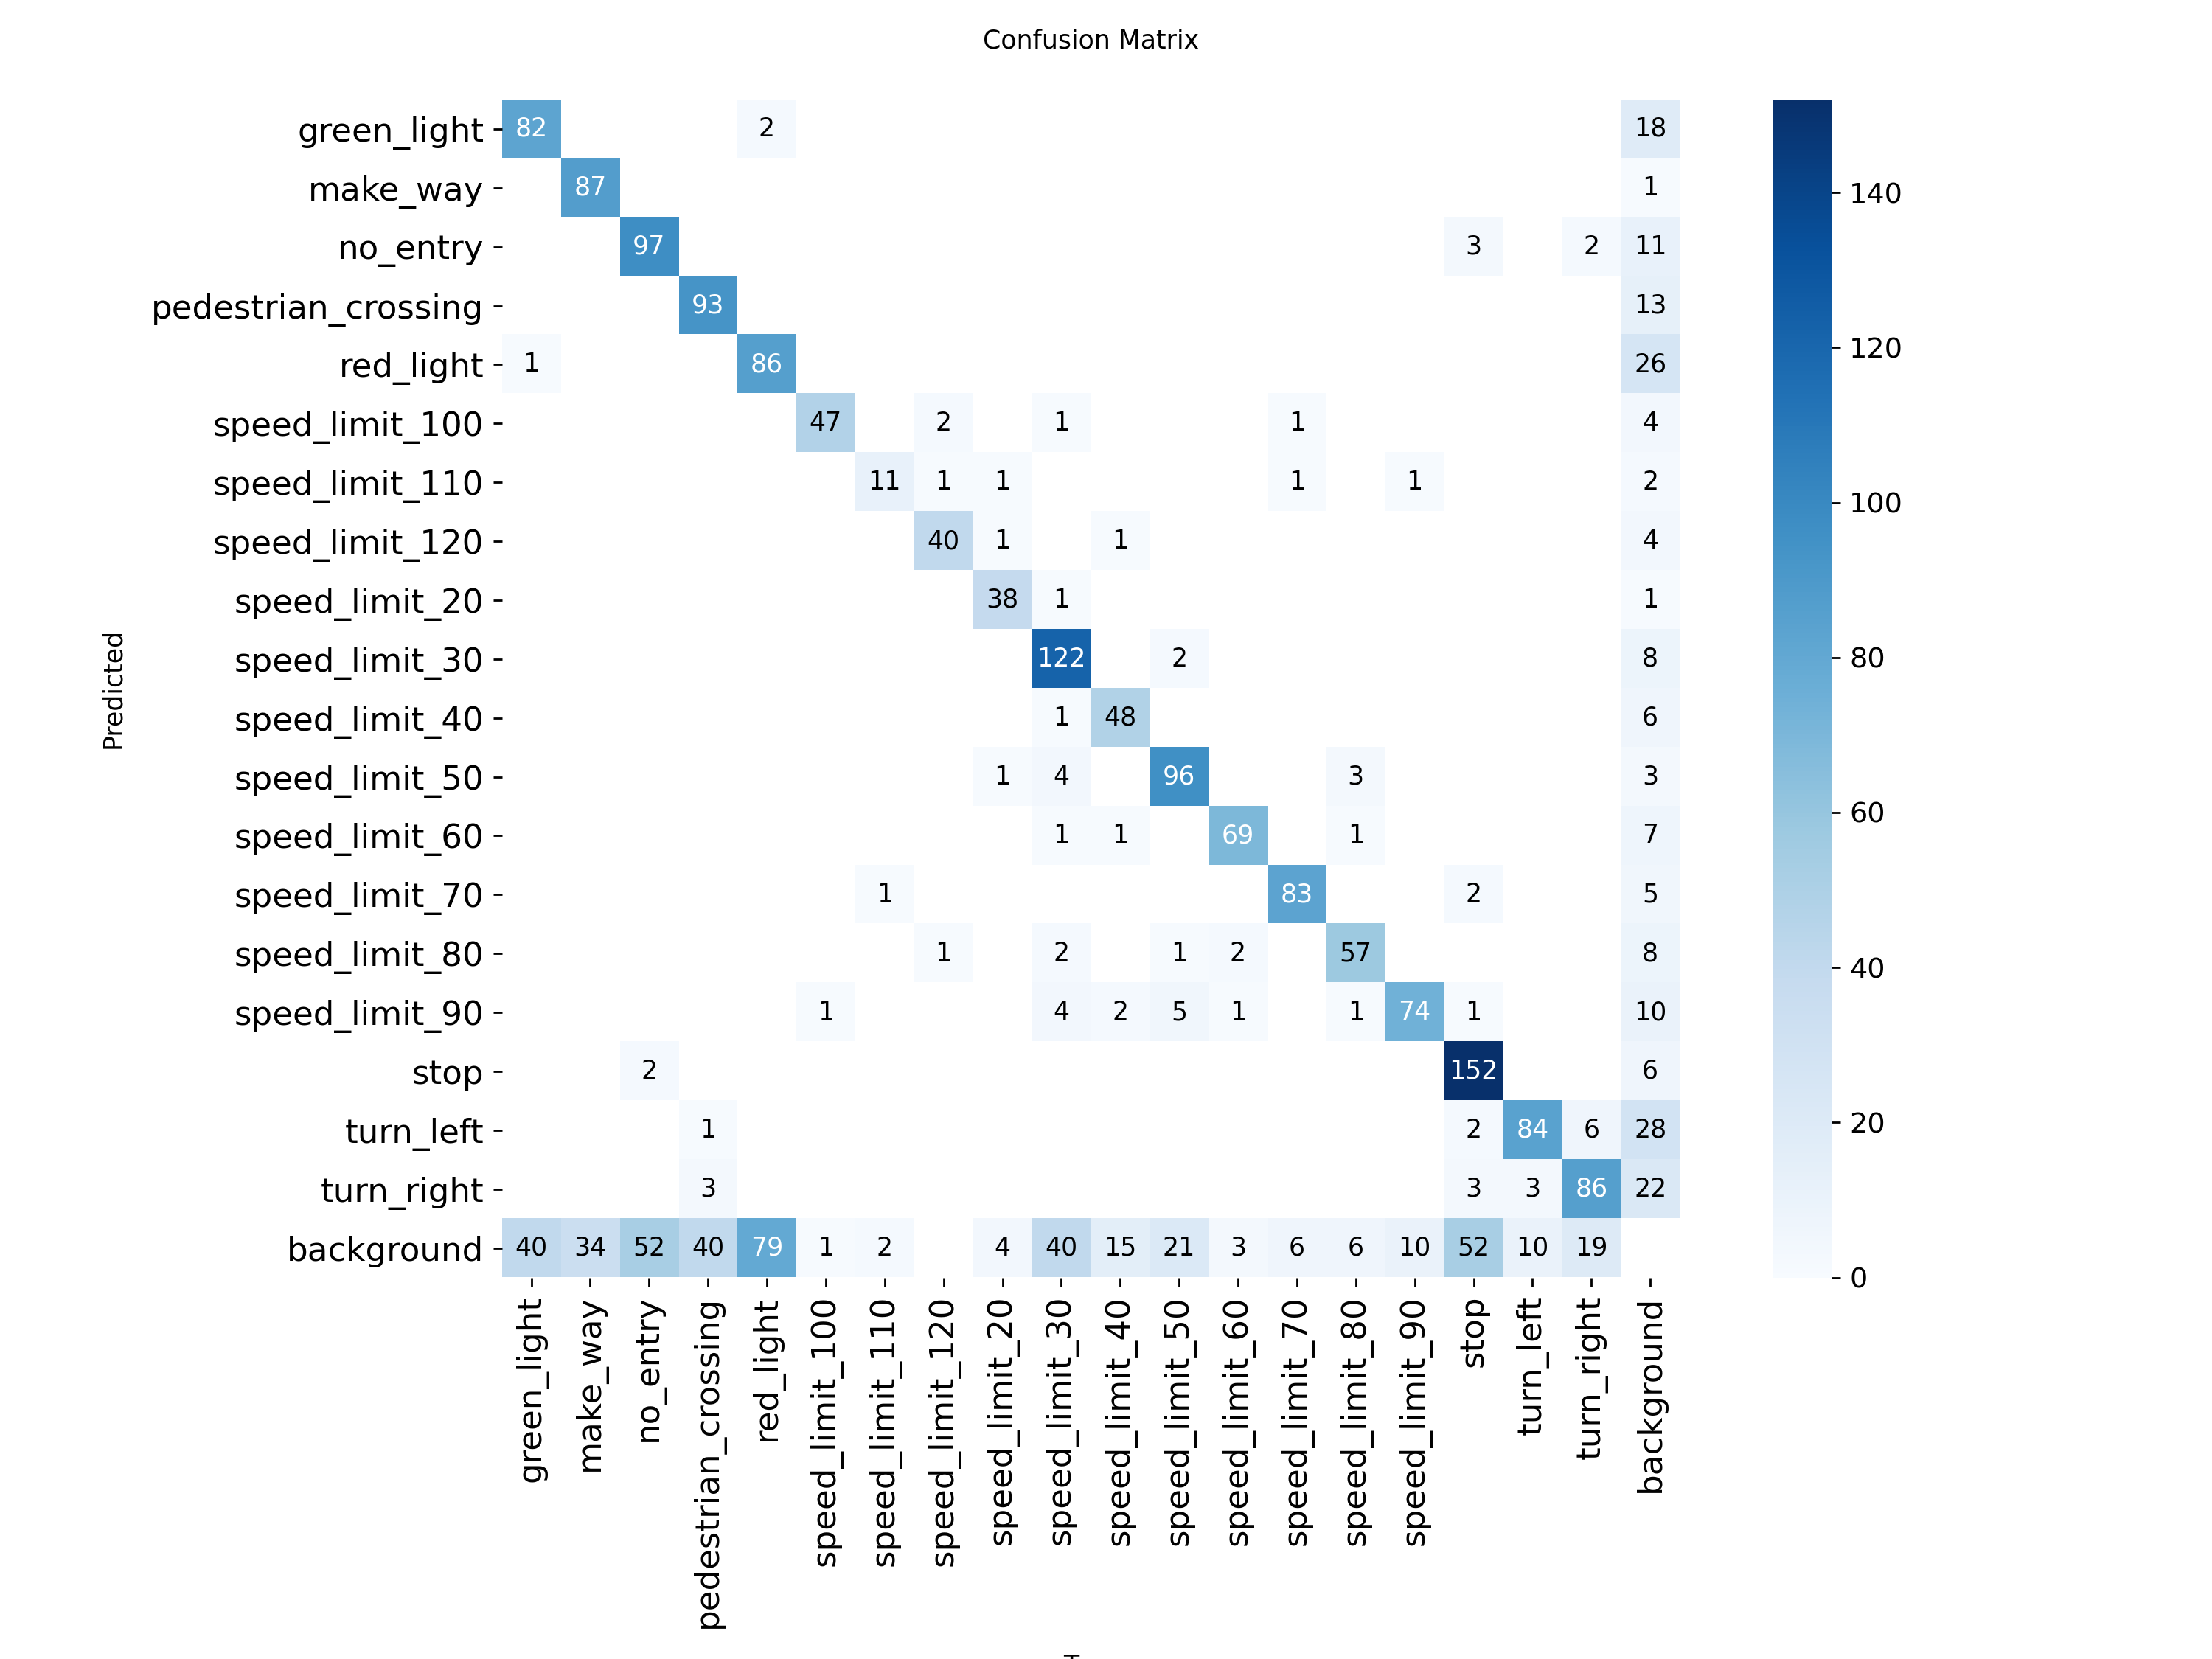 Confusion Matrix
green_light 82 2 18
make_way 87 1
no_entry 97 3 2 11
pedestrian_crossing 93 13
red_light 1 86 26
speed_limit_100 47 2 1 1 4
speed_limit_110 11 1 1 1 1 2
speed_limit_120 40 1 1 4
speed_limit_20 38 1 1
speed_limit_30 122 2 8
speed_limit_40 1 48 6
speed_limit_50 1 4 96 3 3
speed_limit_60 1 1 69 1 7
speed_limit_70 1 83 2 5
speed_limit_80 1 2 1 2 57 8
speed_limit_90 1 4 2 5 1 1 74 1 10
stop 2 152 6
turn_left 1 2 84 6 28
turn_right 3 3 3 86 22
background 40 34 52 40 79 1 2 4 40 15 21 3 6 6 10 52 10 19
Predicted
green_light
make_way
no_entry
pedestrian_crossing
red_light
speed_limit_100
speed_limit_110
speed_limit_120
speed_limit_20
speed_limit_30
speed_limit_40
speed_limit_50
speed_limit_60
speed_limit_70
speed_limit_80
speed_limit_90
stop
turn_left
turn_right
background
140
120
100
80
60
40
20
0